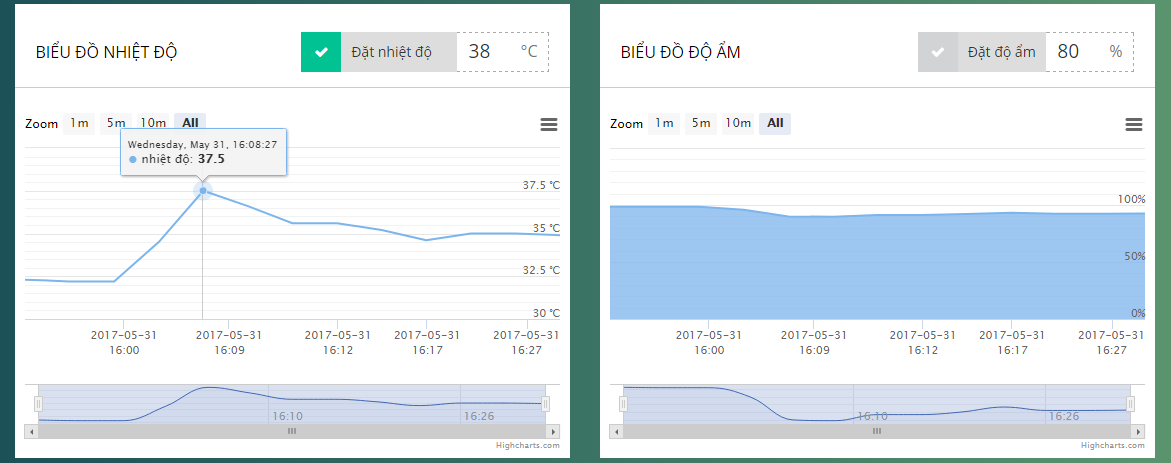 BIỂU ĐỒ NHIỆT ĐỘ
Đặt nhiệt độ 38 °C
Zoom 1m 5m 10m All
Wednesday, May 31, 16:08:27
nhiệt độ: 37.5
37.5 °C
35 °C
32.5 °C
30 °C
2017-05-31 2017-05-31 2017-05-31 2017-05-31 2017-05-31
16:00 16:09 16:12 16:17 16:27
16:10 16:26
Highcharts.com
BIỂU ĐỒ ĐỘ ẨM
Đặt độ ẩm 80 %
Zoom 1m 5m 10m All
100%
50%
0%
2017-05-31 2017-05-31 2017-05-31 2017-05-31 2017-05-31
16:00 16:09 16:12 16:17 16:27
16:10 16:26
Highcharts.com